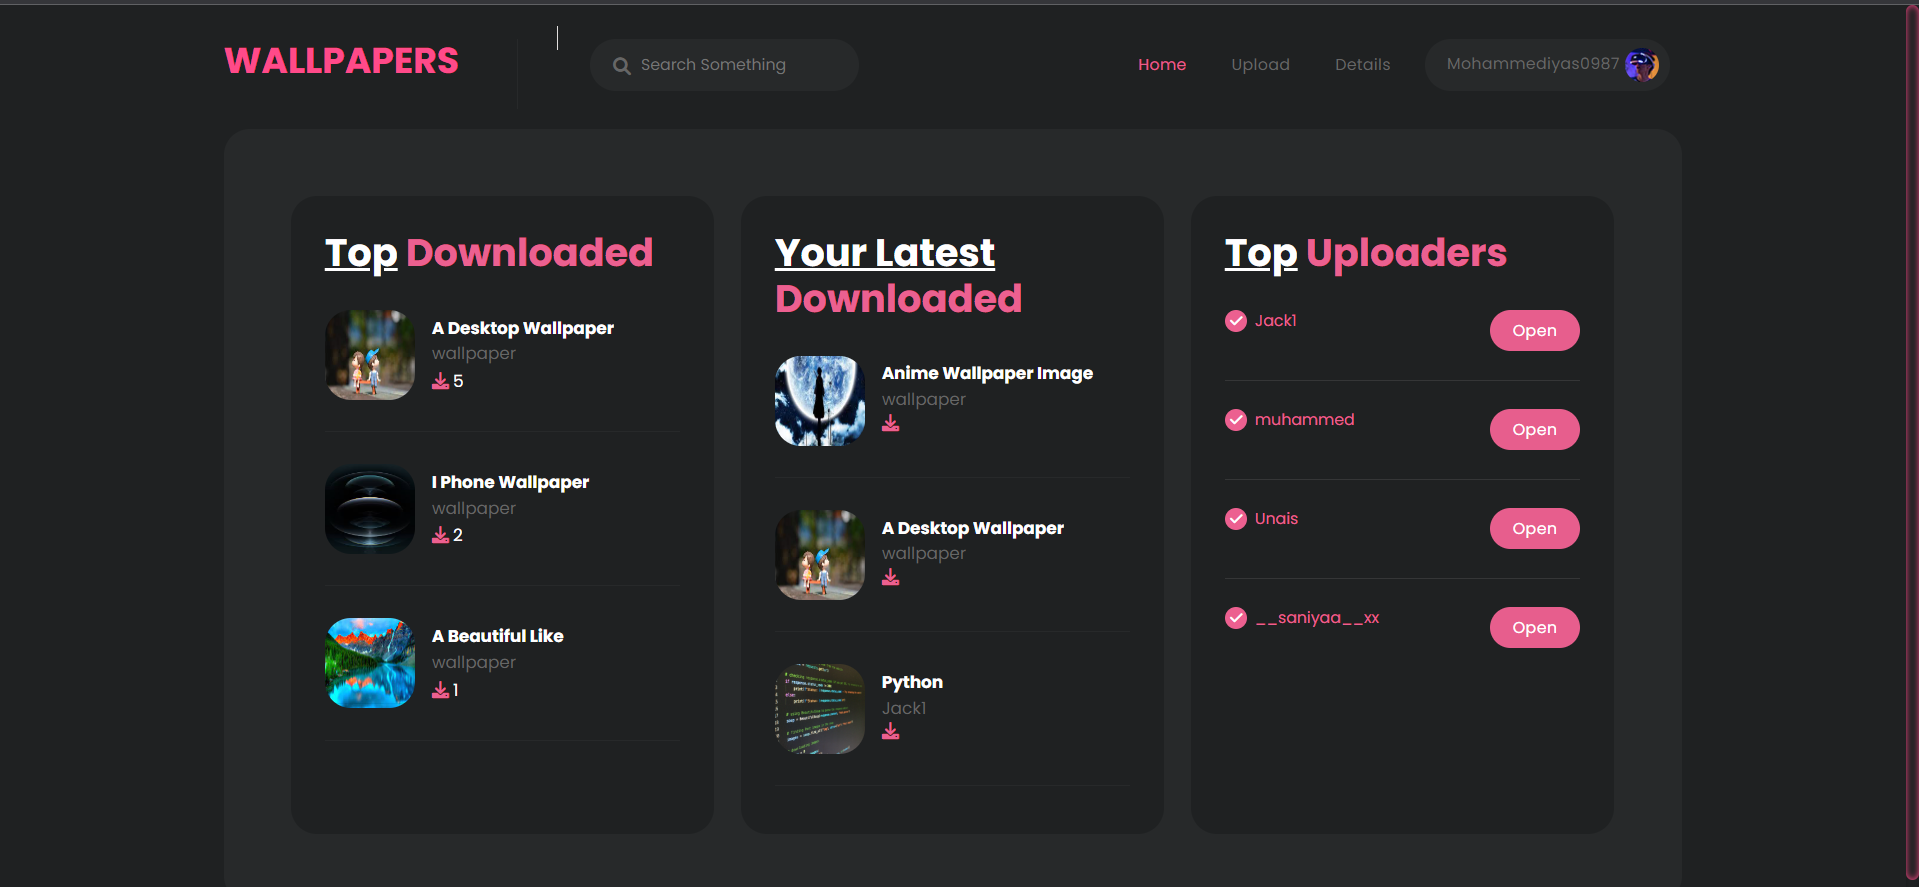 WALLPAPERS
Search Something
Home
Upload
Details
Mohammediyas0987
Top Downloaded
A Desktop Wallpaper
wallpaper
5
I Phone Wallpaper
wallpaper
2
A Beautiful Like
wallpaper
1
Your Latest
Downloaded
Anime Wallpaper Image
wallpaper
A Desktop Wallpaper
wallpaper
Python
Jack1
Top Uploaders
Jack1
Open
muhammed
Open
Unais
Open
__saniyaa__xx
Open